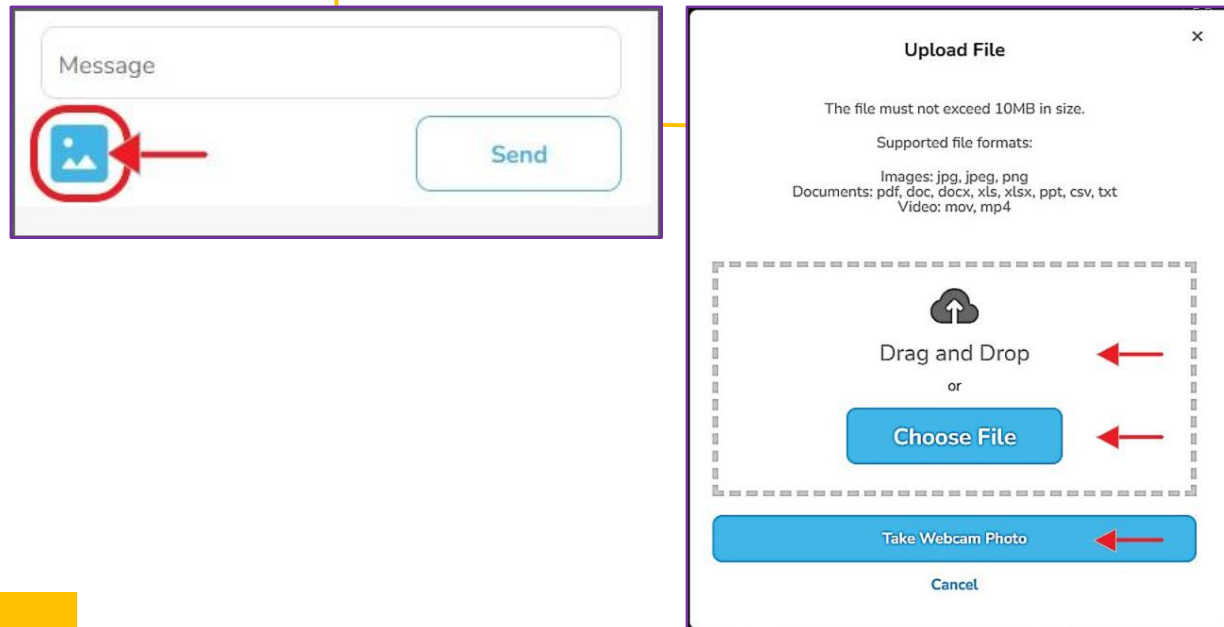 Message
Send
Upload File
The file must not exceed 10MB in size.
Supported file formats:
Images: jpg, jpeg, png
Documents: pdf, doc, docx, xls, xlsx, ppt, csv, txt
Video: mov, mp4
Drag and Drop
or
Choose File
Take Webcam Photo
Cancel